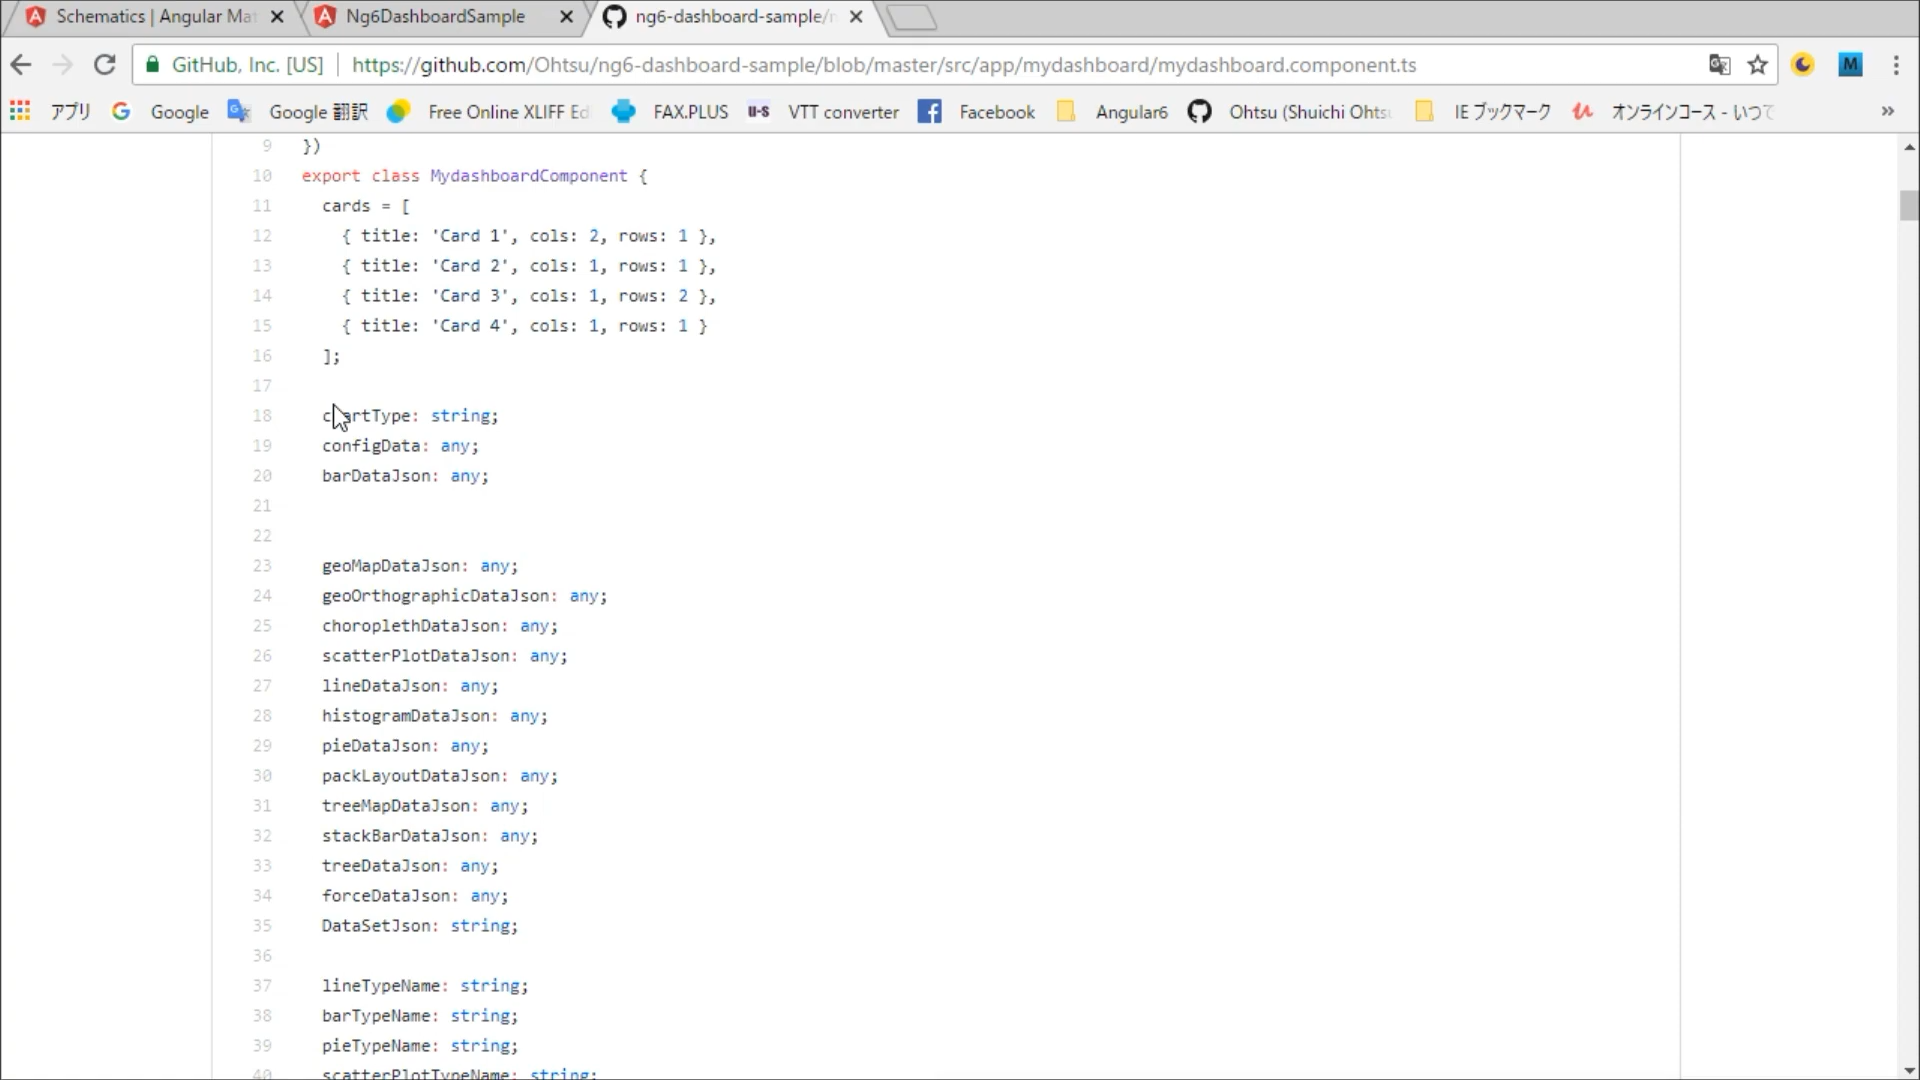 Schematics | Angular Mat
Ng6DashboardSample
ng6-dashboard-sample/
GitHub, Inc. [US] https://github.com/Ohtsu/ng6-dashboard-sample/blob/master/src/app/mydashboard/mydashboard.component.ts M
アプリ G Google Google 翻訳 Free Online XLIFF Ed FAX.PLUS U-S VTT converter Facebook Angular6 Ohtsu (Shuichi Ohtsu IE ブックマーク オンラインコース - いつで »
9 })
10 export class MydashboardComponent {
11 cards = [
12 { title: 'Card 1', cols: 2, rows: 1 },
13 { title: 'Card 2', cols: 1, rows: 1 },
14 { title: 'Card 3', cols: 1, rows: 2 },
15 { title: 'Card 4', cols: 1, rows: 1 }
16 ];
17
18 chartType: string;
19 configData: any;
20 barDataJson: any;
21
22
23 geoMapDataJson: any;
24 geoOrthographicDataJson: any;
25 choroplethDataJson: any;
26 scatterPlotDataJson: any;
27 lineDataJson: any;
28 histogramDataJson: any;
29 pieDataJson: any;
30 packLayoutDataJson: any;
31 treeMapDataJson: any;
32 stackBarDataJson: any;
33 treeDataJson: any;
34 forceDataJson: any;
35 DataSetJson: string;
36
37 lineTypeName: string;
38 barTypeName: string;
39 pieTypeName: string;
40 scatterPlotTypeName: string;